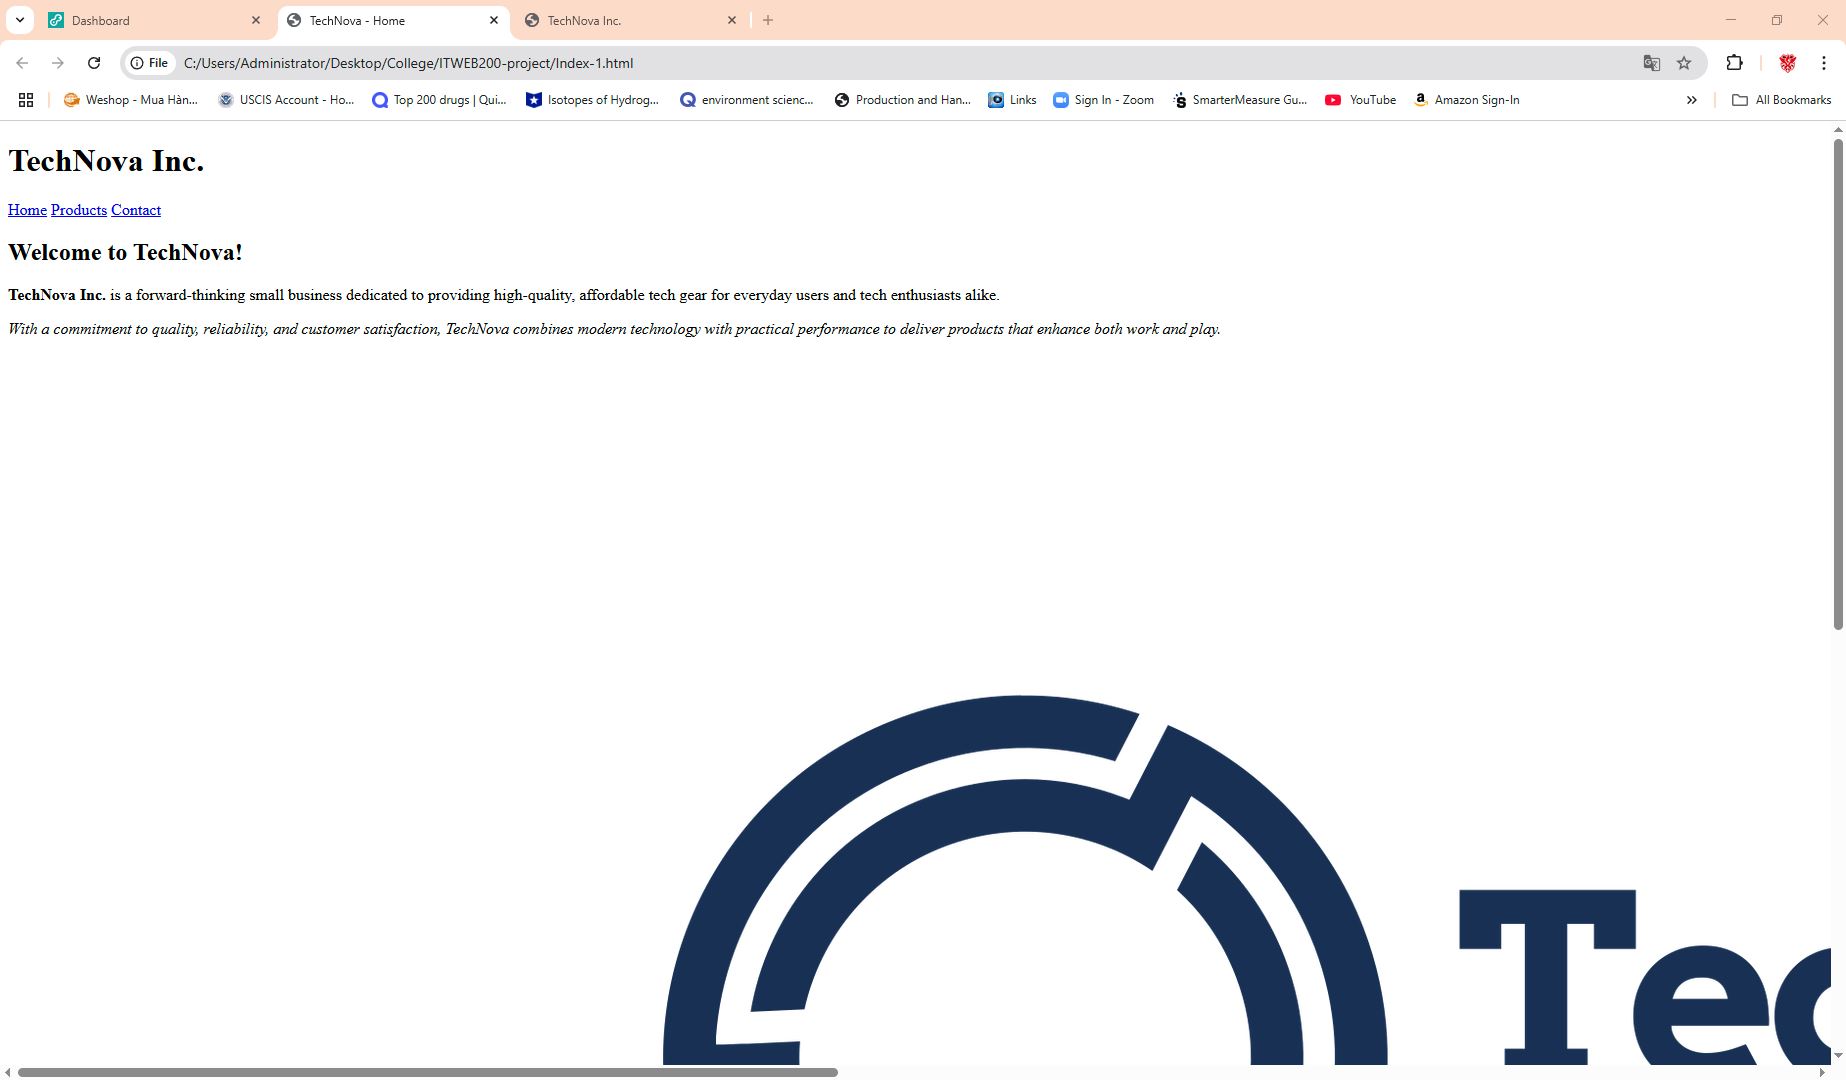 Dashboard
TechNova - Home
TechNova Inc.
File
C:/Users/Administrator/Desktop/College/ITWEB200-project/Index-1.html
Weshop - Mua Hàn...
USCIS Account - Ho...
Top 200 drugs | Qui...
Isotopes of Hydrog...
environment scienc...
Production and Han...
Links
Sign In - Zoom
SmarterMeasure Gu...
YouTube
Amazon Sign-In
All Bookmarks
TechNova Inc.
Home Products Contact
Welcome to TechNova!
TechNova Inc. is a forward-thinking small business dedicated to providing high-quality, affordable tech gear for everyday users and tech enthusiasts alike.
With a commitment to quality, reliability, and customer satisfaction, TechNova combines modern technology with practical performance to deliver products that enhance both work and play.
Tec